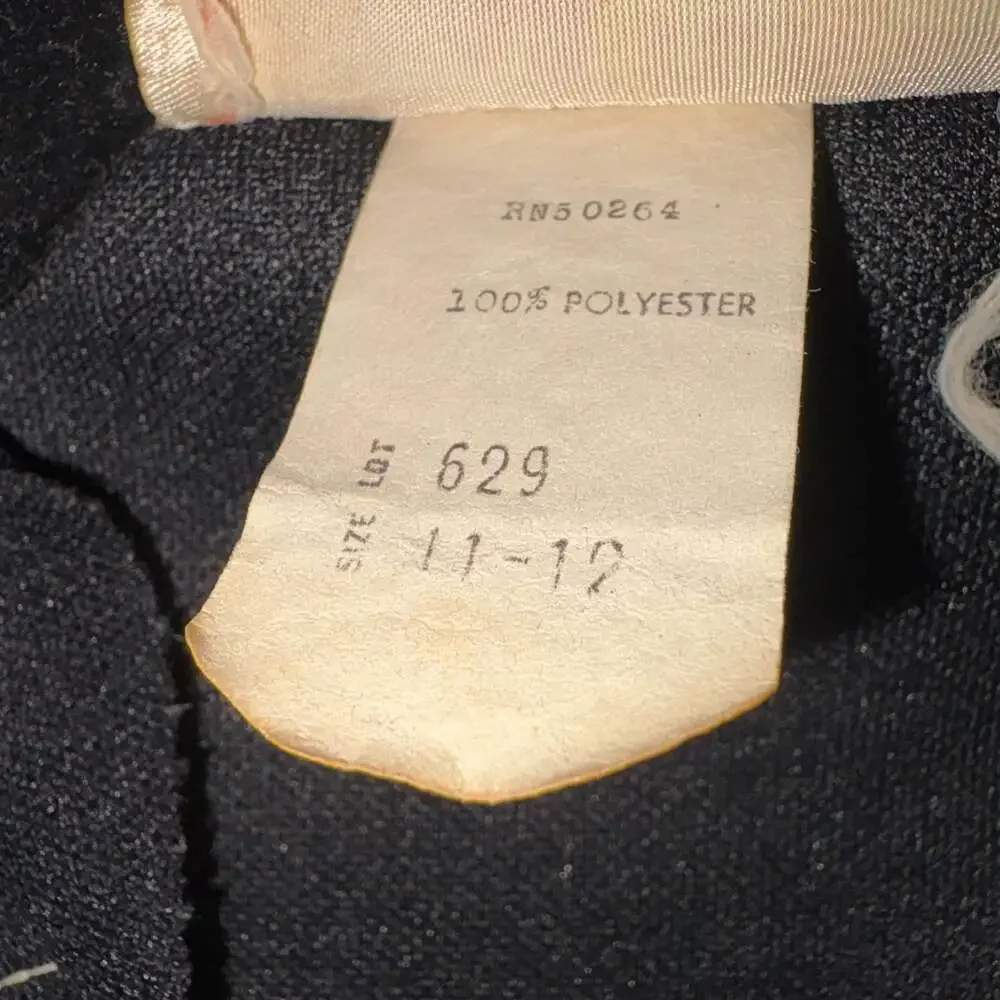 RN50264
100% POLYESTER
LOT 629
SIZE 11-12